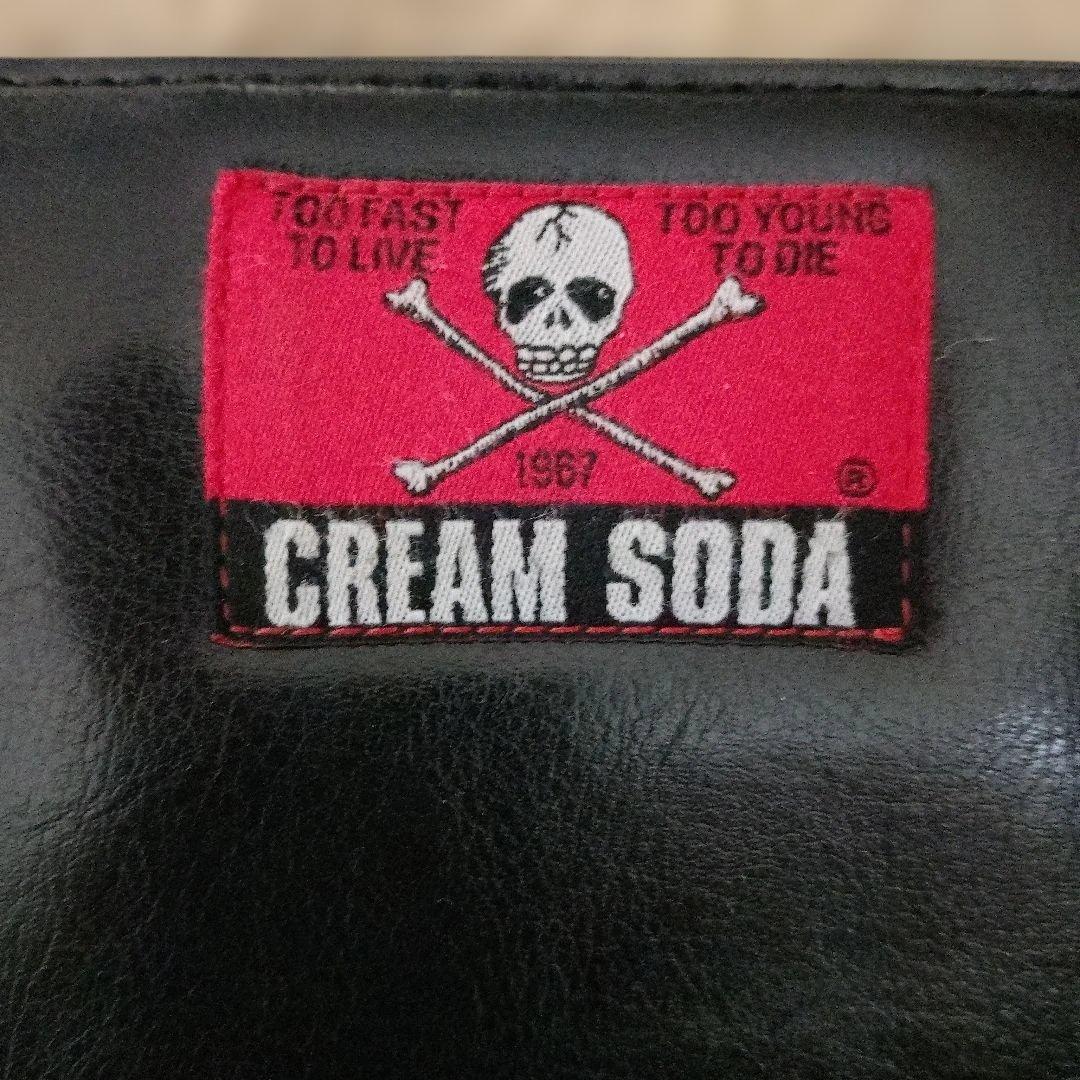 TOO FAST
TO LIVE
TOO YOUNG
TO DIE
1967
®
CREAM SODA